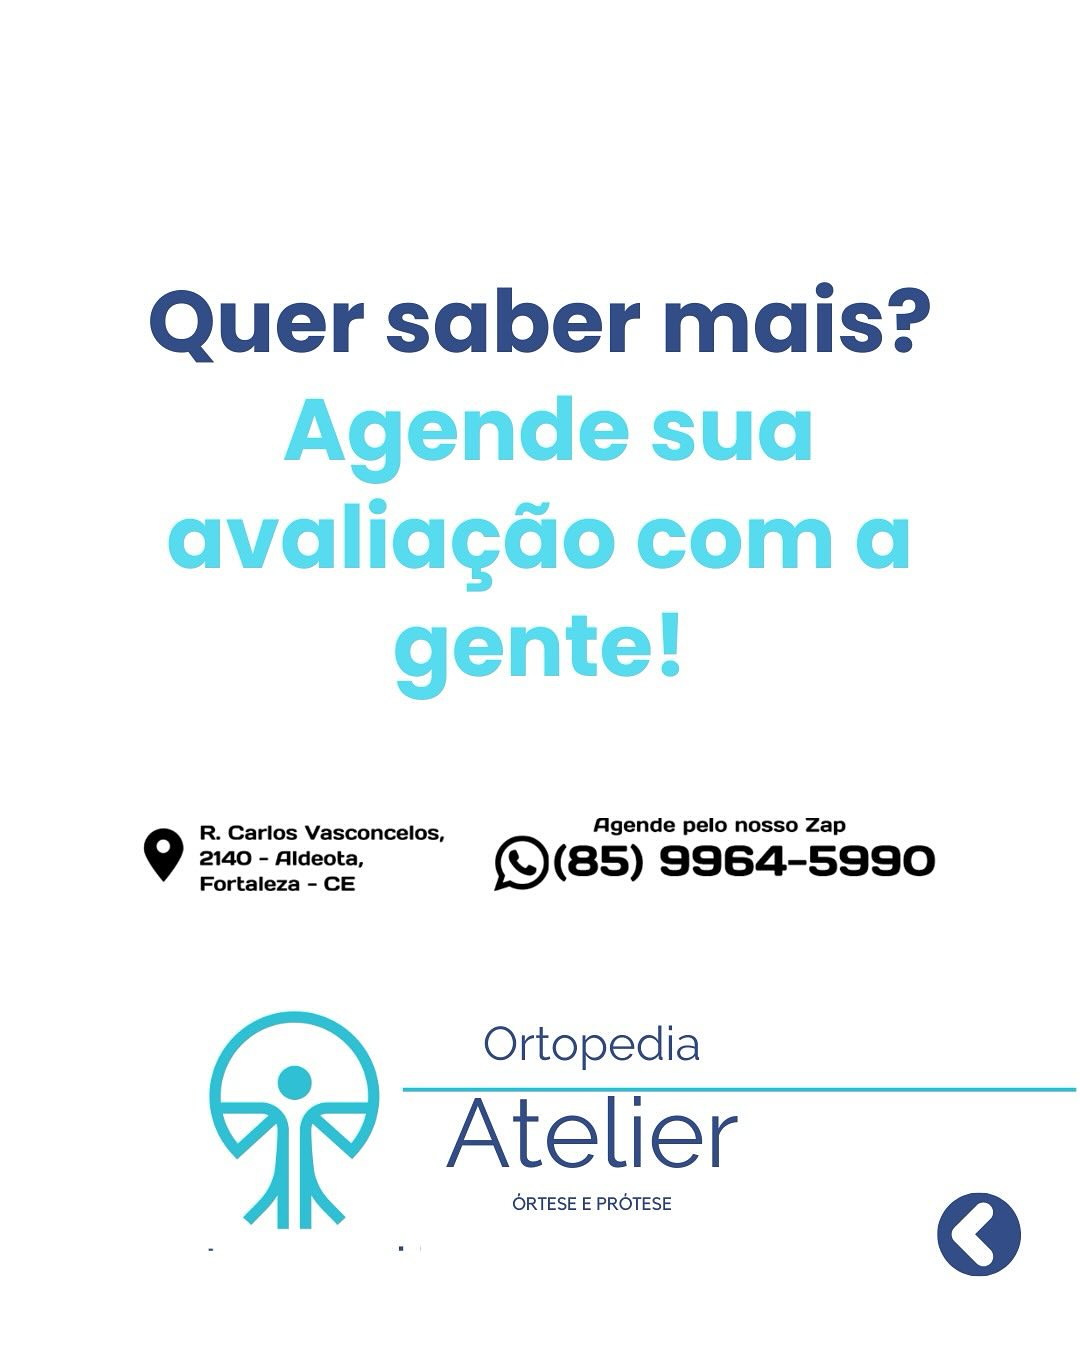 Quer saber mais?
Agende sua
avaliação com a
gente!
R. Carlos Vasconcelos,
2140 - Aldeota,
Fortaleza - CE
Agende pelo nosso Zap
(85) 9964-5990
Ortopedia
Atelier
ÓRTESE E PRÓTESE